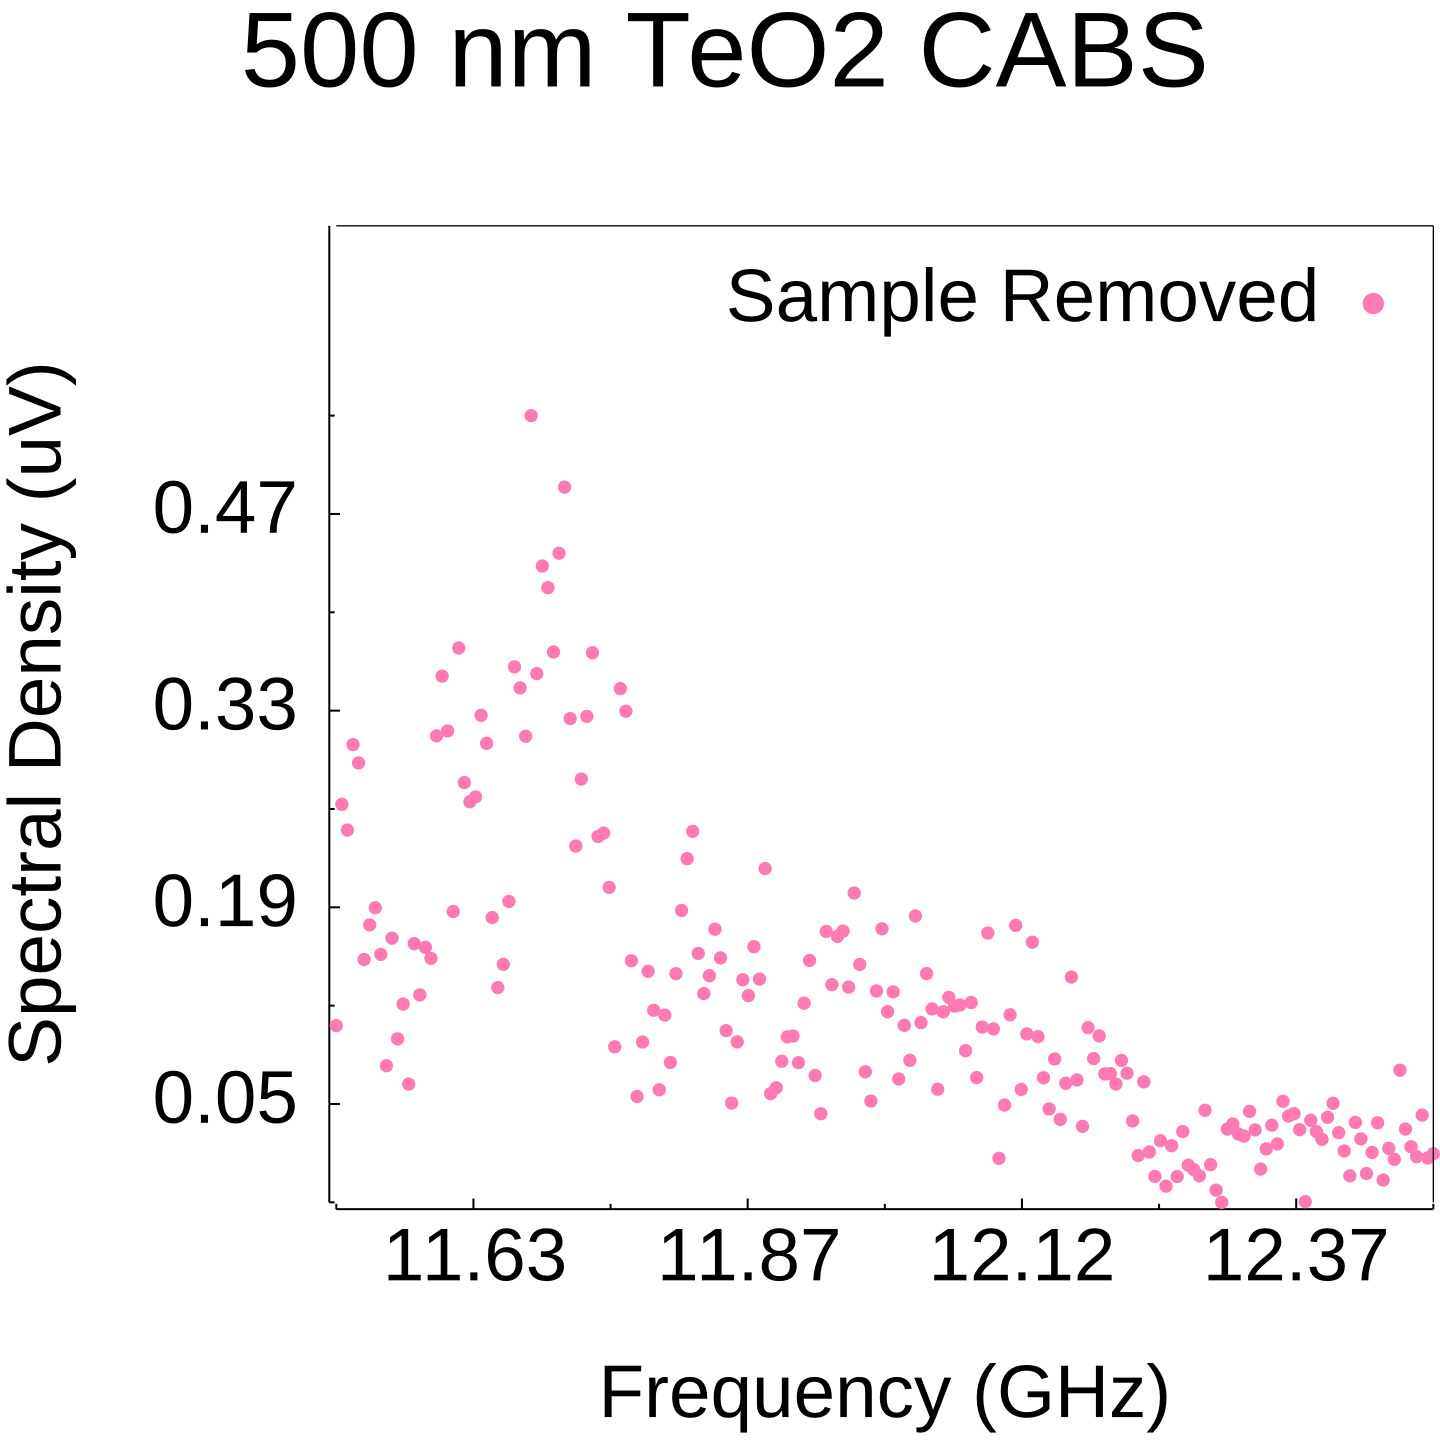 500 nm TeO2 CABS
Sample Removed
Spectral Density (uV)
0.47
0.33
0.19
0.05
11.63 11.87 12.12 12.37
Frequency (GHz)